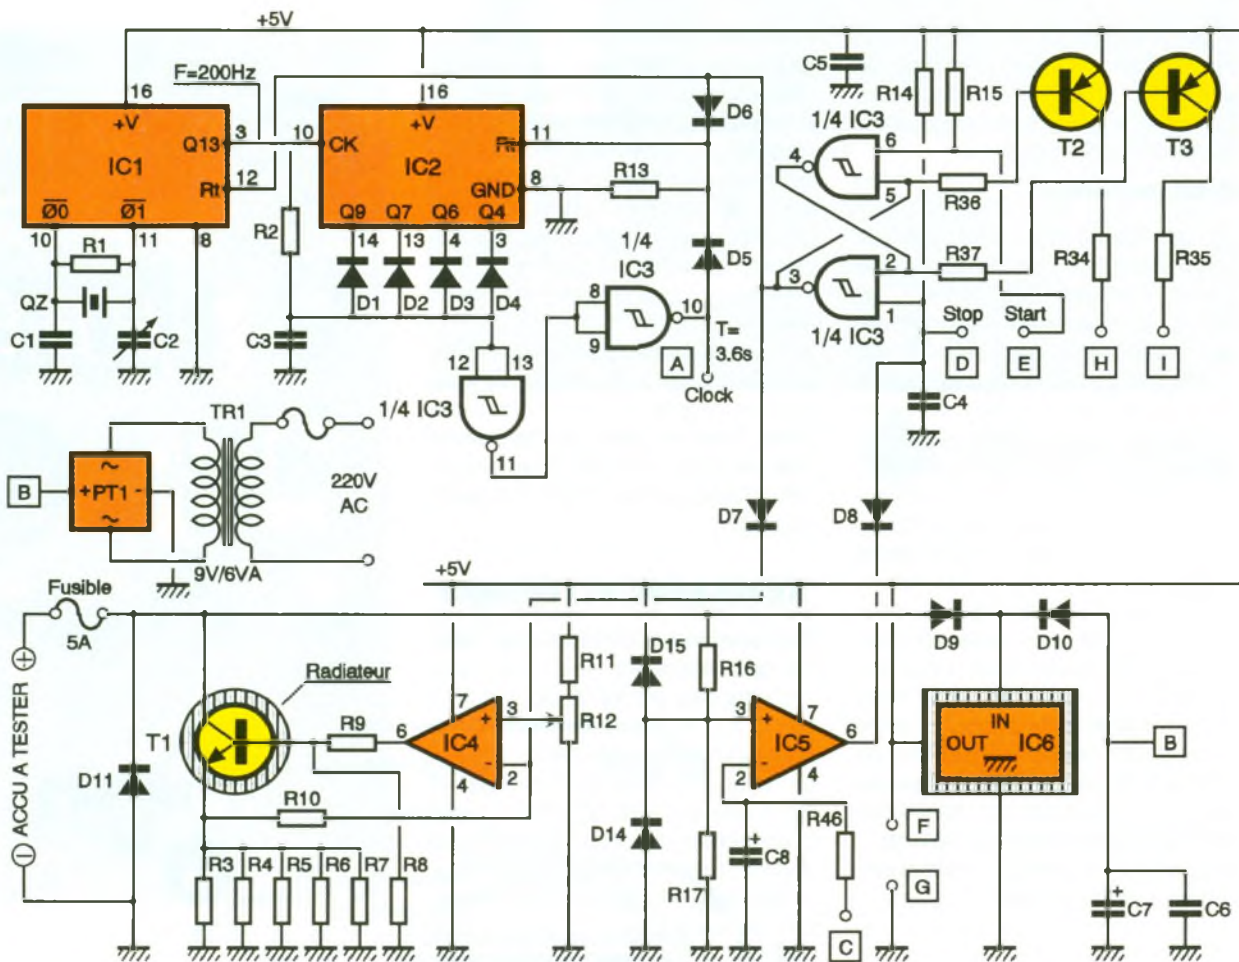 +5V
F=200Hz
16
+V
Q13
3
IC1
Rt
12
Ø0
Ø1
10
11
8
R1
QZ
C1
C2
R2
C3
16
10
CK
+V
IC2
11
GND
8
Q9
Q7
Q6
Q4
14
13
4
3
D1
D2
D3
D4
D6
R13
D5
1/4
IC3
8
9
10
A
T=
3.6s
Clock
12
13
1/4 IC3
11
C5
R14
R15
1/4 IC3
4
6
5
R36
T2
T3
3
2
1
R37
1/4 IC3
R34
R35
Stop
Start
D
E
H
I
C4
TR1
B
~
+ PT1 -
~
220V
AC
9V/6VA
D7
D8
Fusible
5A
+5V
ACCU A TESTER
+
−
Radiateur
T1
D11
R9
R10
R3
R4
R5
R6
R7
R8
6
7
IC4
4
+
3
-
2
R11
R12
D15
D14
R16
R17
3
+
7
IC5
6
-
2
4
+
C8
R46
C
D9
D10
IN
OUT
IC6
B
F
G
+
C7
C6